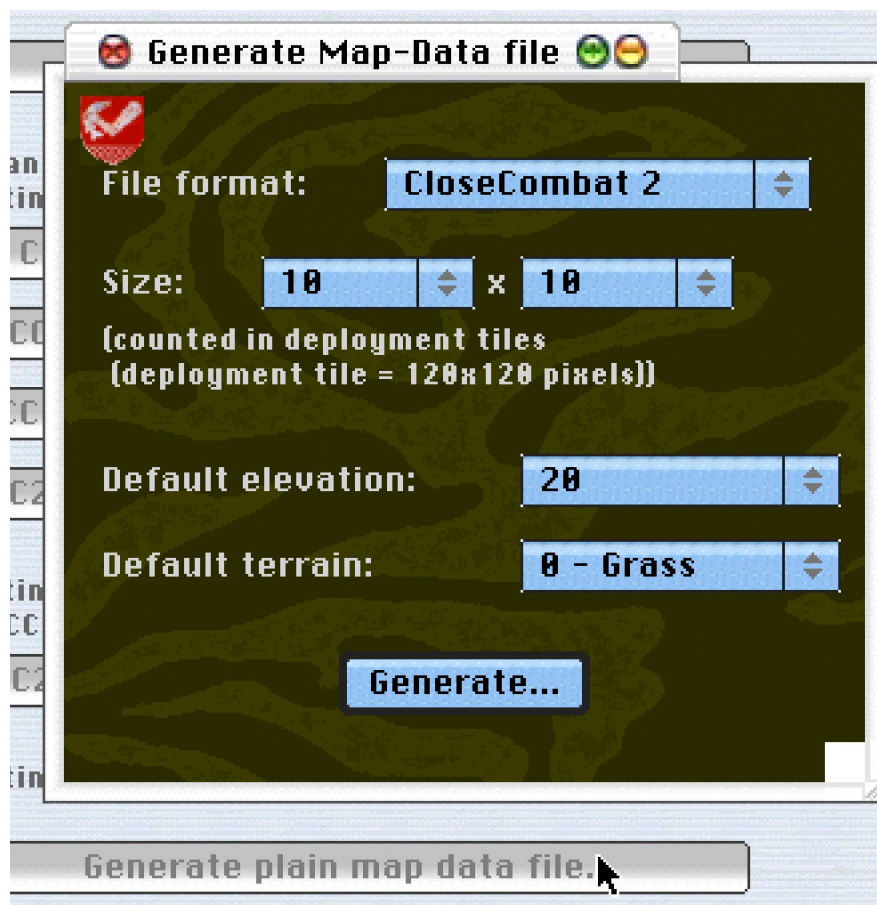 Generate Map-Data file
File format: CloseCombat 2
Size: 10 x 10
(counted in deployment tiles
(deployment tile = 120x120 pixels))
Default elevation: 20
Default terrain: 0 - Grass
Generate...
Generate plain map data file.